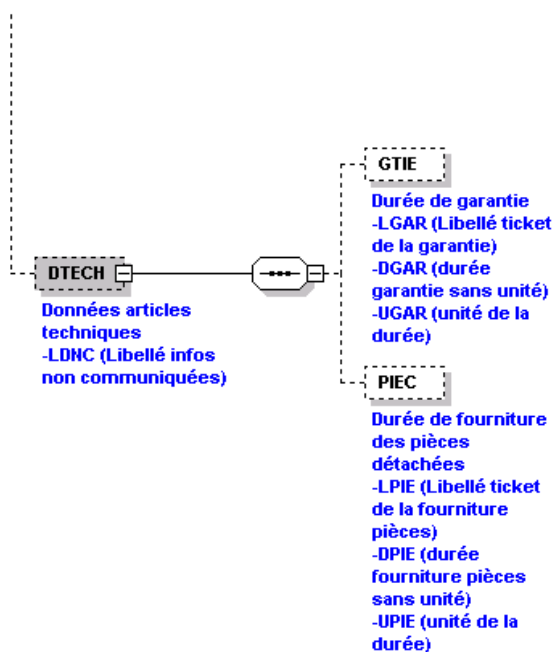 GTIE
Durée de garantie
-LGAR (Libellé ticket
de la garantie)
-DGAR (durée
garantie sans unité)
-UGAR (unité de la
durée)
DTECH
Données articles
techniques
-LDNC (Libellé infos
non communiquées)
PIEC
Durée de fourniture
des pièces
détachées
-LPIE (Libellé ticket
de la fourniture
pièces)
-DPIE (durée
fourniture pièces
sans unité)
-UPIE (unité de la
durée)